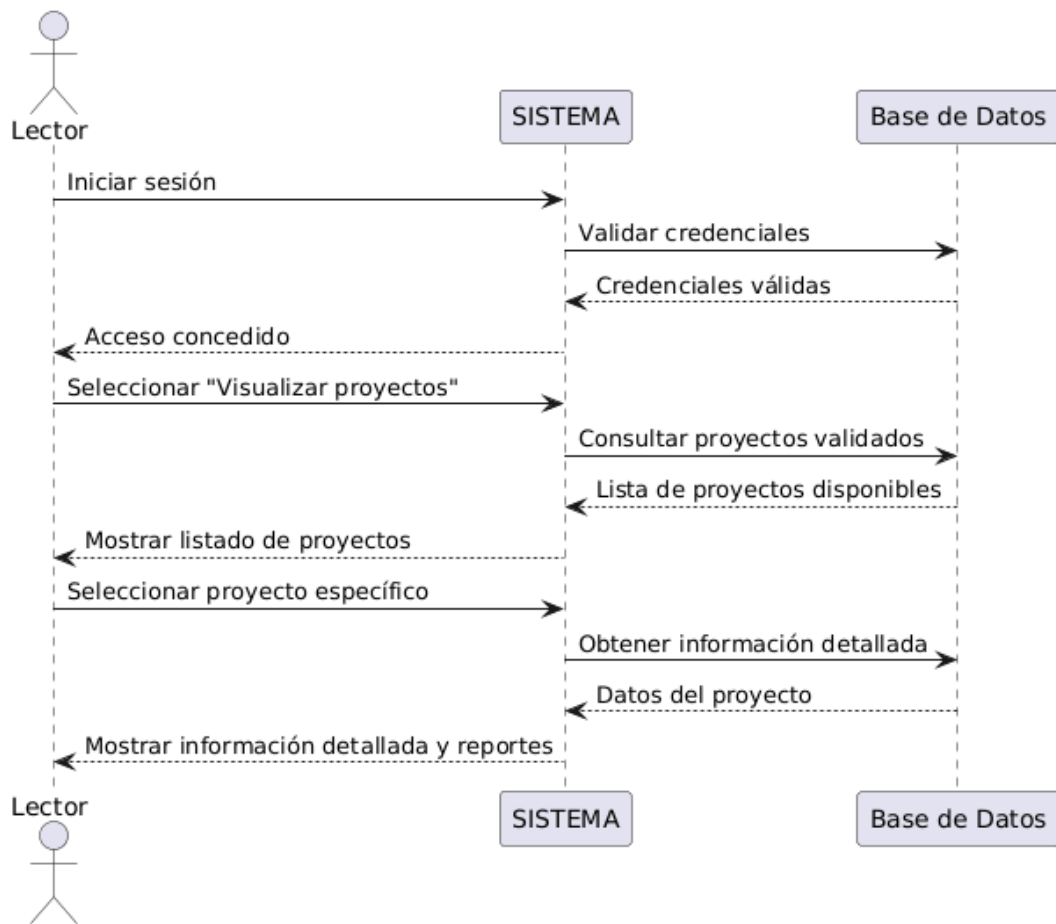 Lector
SISTEMA
Base de Datos
Iniciar sesión
Validar credenciales
Credenciales válidas
Acceso concedido
Seleccionar "Visualizar proyectos"
Consultar proyectos validados
Lista de proyectos disponibles
Mostrar listado de proyectos
Seleccionar proyecto específico
Obtener información detallada
Datos del proyecto
Mostrar información detallada y reportes
Lector
SISTEMA
Base de Datos